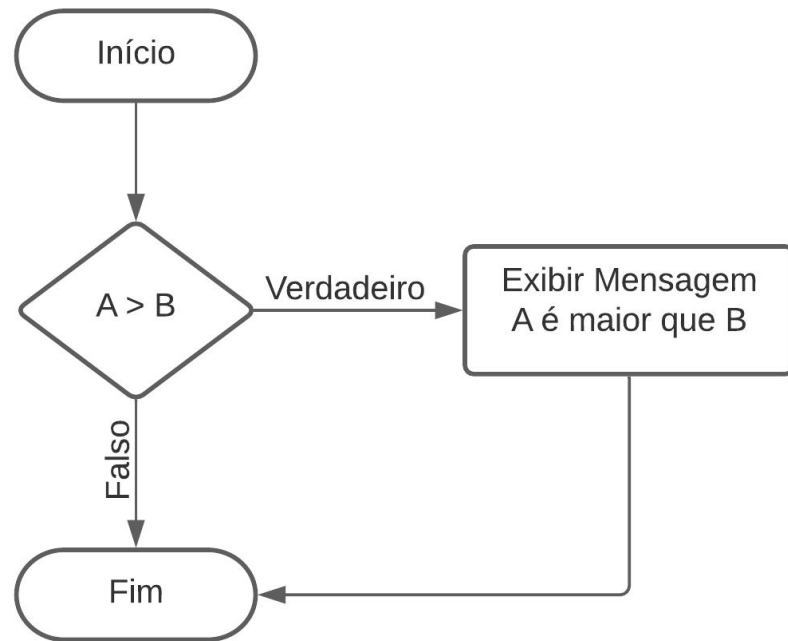 Início
A > B
Verdadeiro
Exibir Mensagem
A é maior que B
Falso
Fim